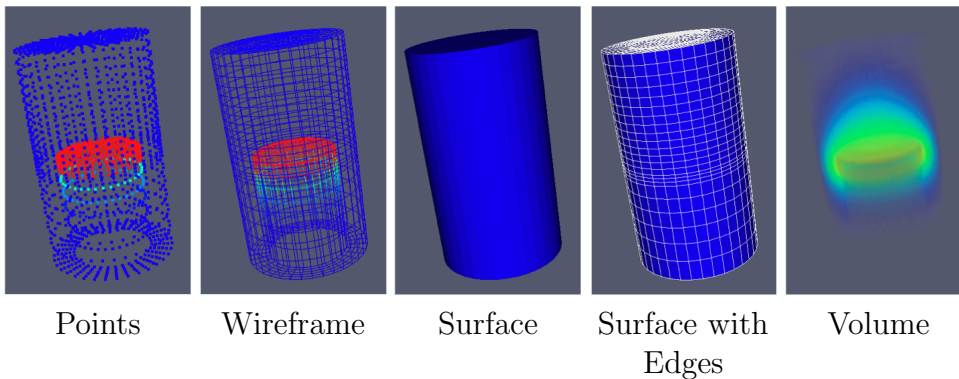 Points
Wireframe
Surface
Surface with
Edges
Volume